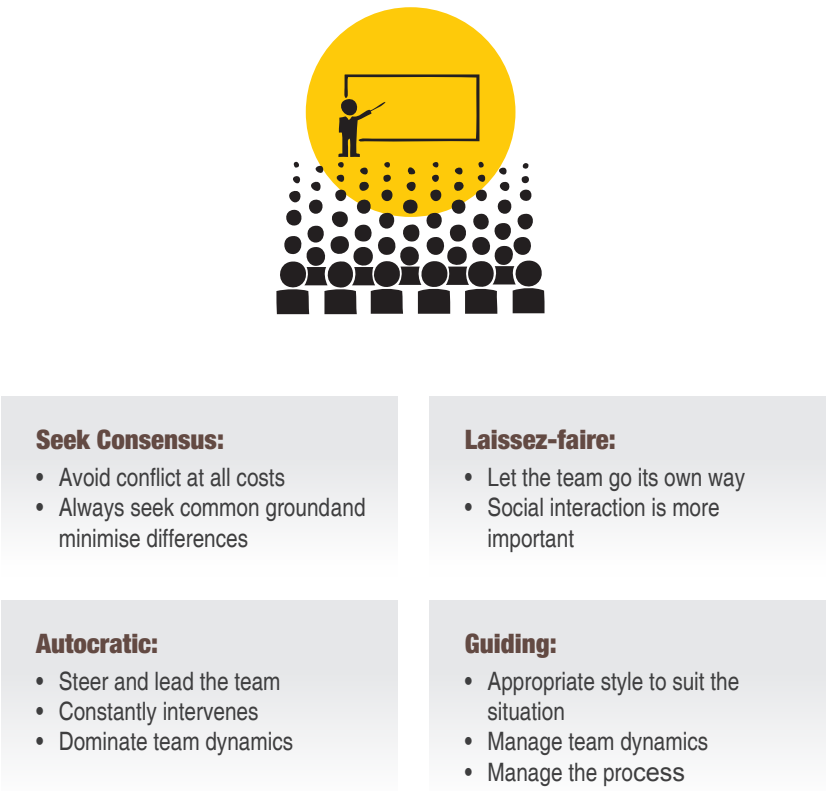 Seek Consensus:
• Avoid conflict at all costs
• Always seek common groundand
minimise differences
Laissez-faire:
• Let the team go its own way
• Social interaction is more
important
Autocratic:
• Steer and lead the team
• Constantly intervenes
• Dominate team dynamics
Guiding:
• Appropriate style to suit the
situation
• Manage team dynamics
• Manage the process